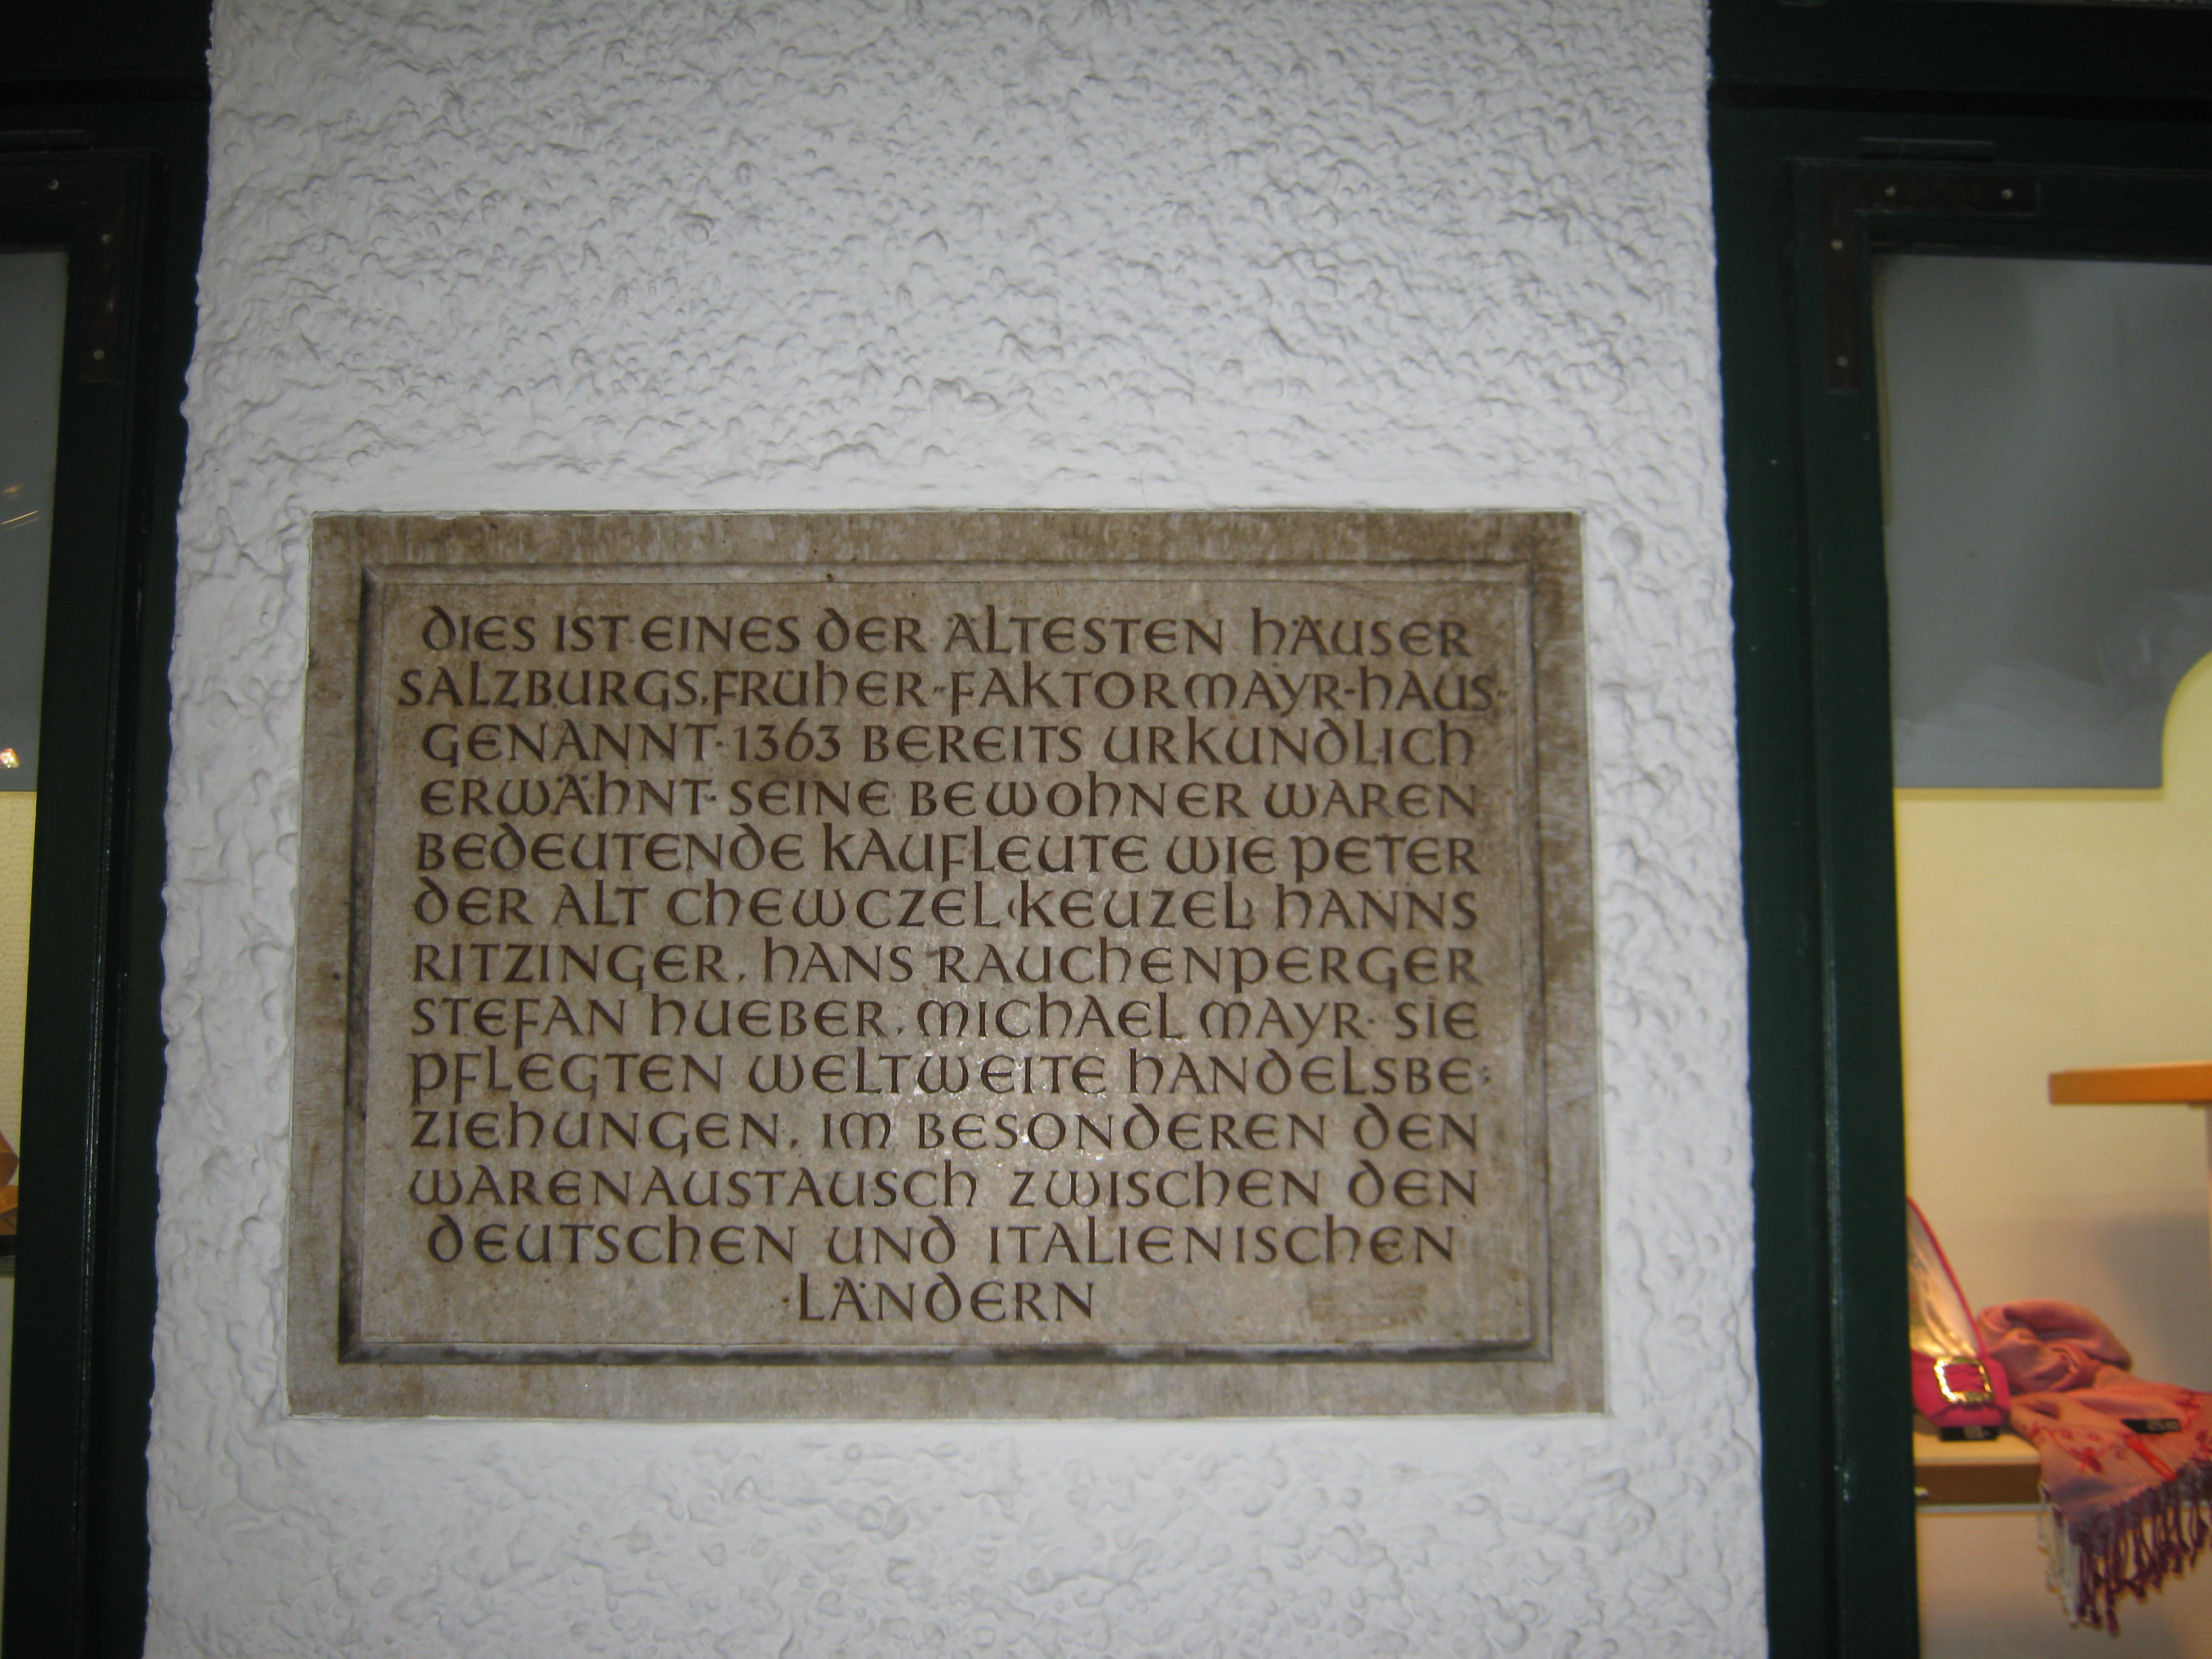 DIES IST EINES DER ÄLTESTEN HÄUSER
SALZBURGS, FRÜHER "FAKTORMAYR-HAUS"
GENANNT· 1363 BEREITS URKUNDLICH
ERWÄHNT· SEINE BEWOHNER WAREN
BEDEUTENDE KAUFLEUTE WIE PETER
DER ALT CHEWCZEL (KEUZEL) HANNS
RITZINGER, HANS RAUCHENPERGER
STEFAN HUEBER, MICHAEL MAYR· SIE
PFLEGTEN WELTWEITE HANDELSBE:
ZIEHUNGEN, IM BESONDEREN DEN
WARENAUSTAUSCH ZWISCHEN DEN
DEUTSCHEN UND ITALIENISCHEN
LÄNDERN